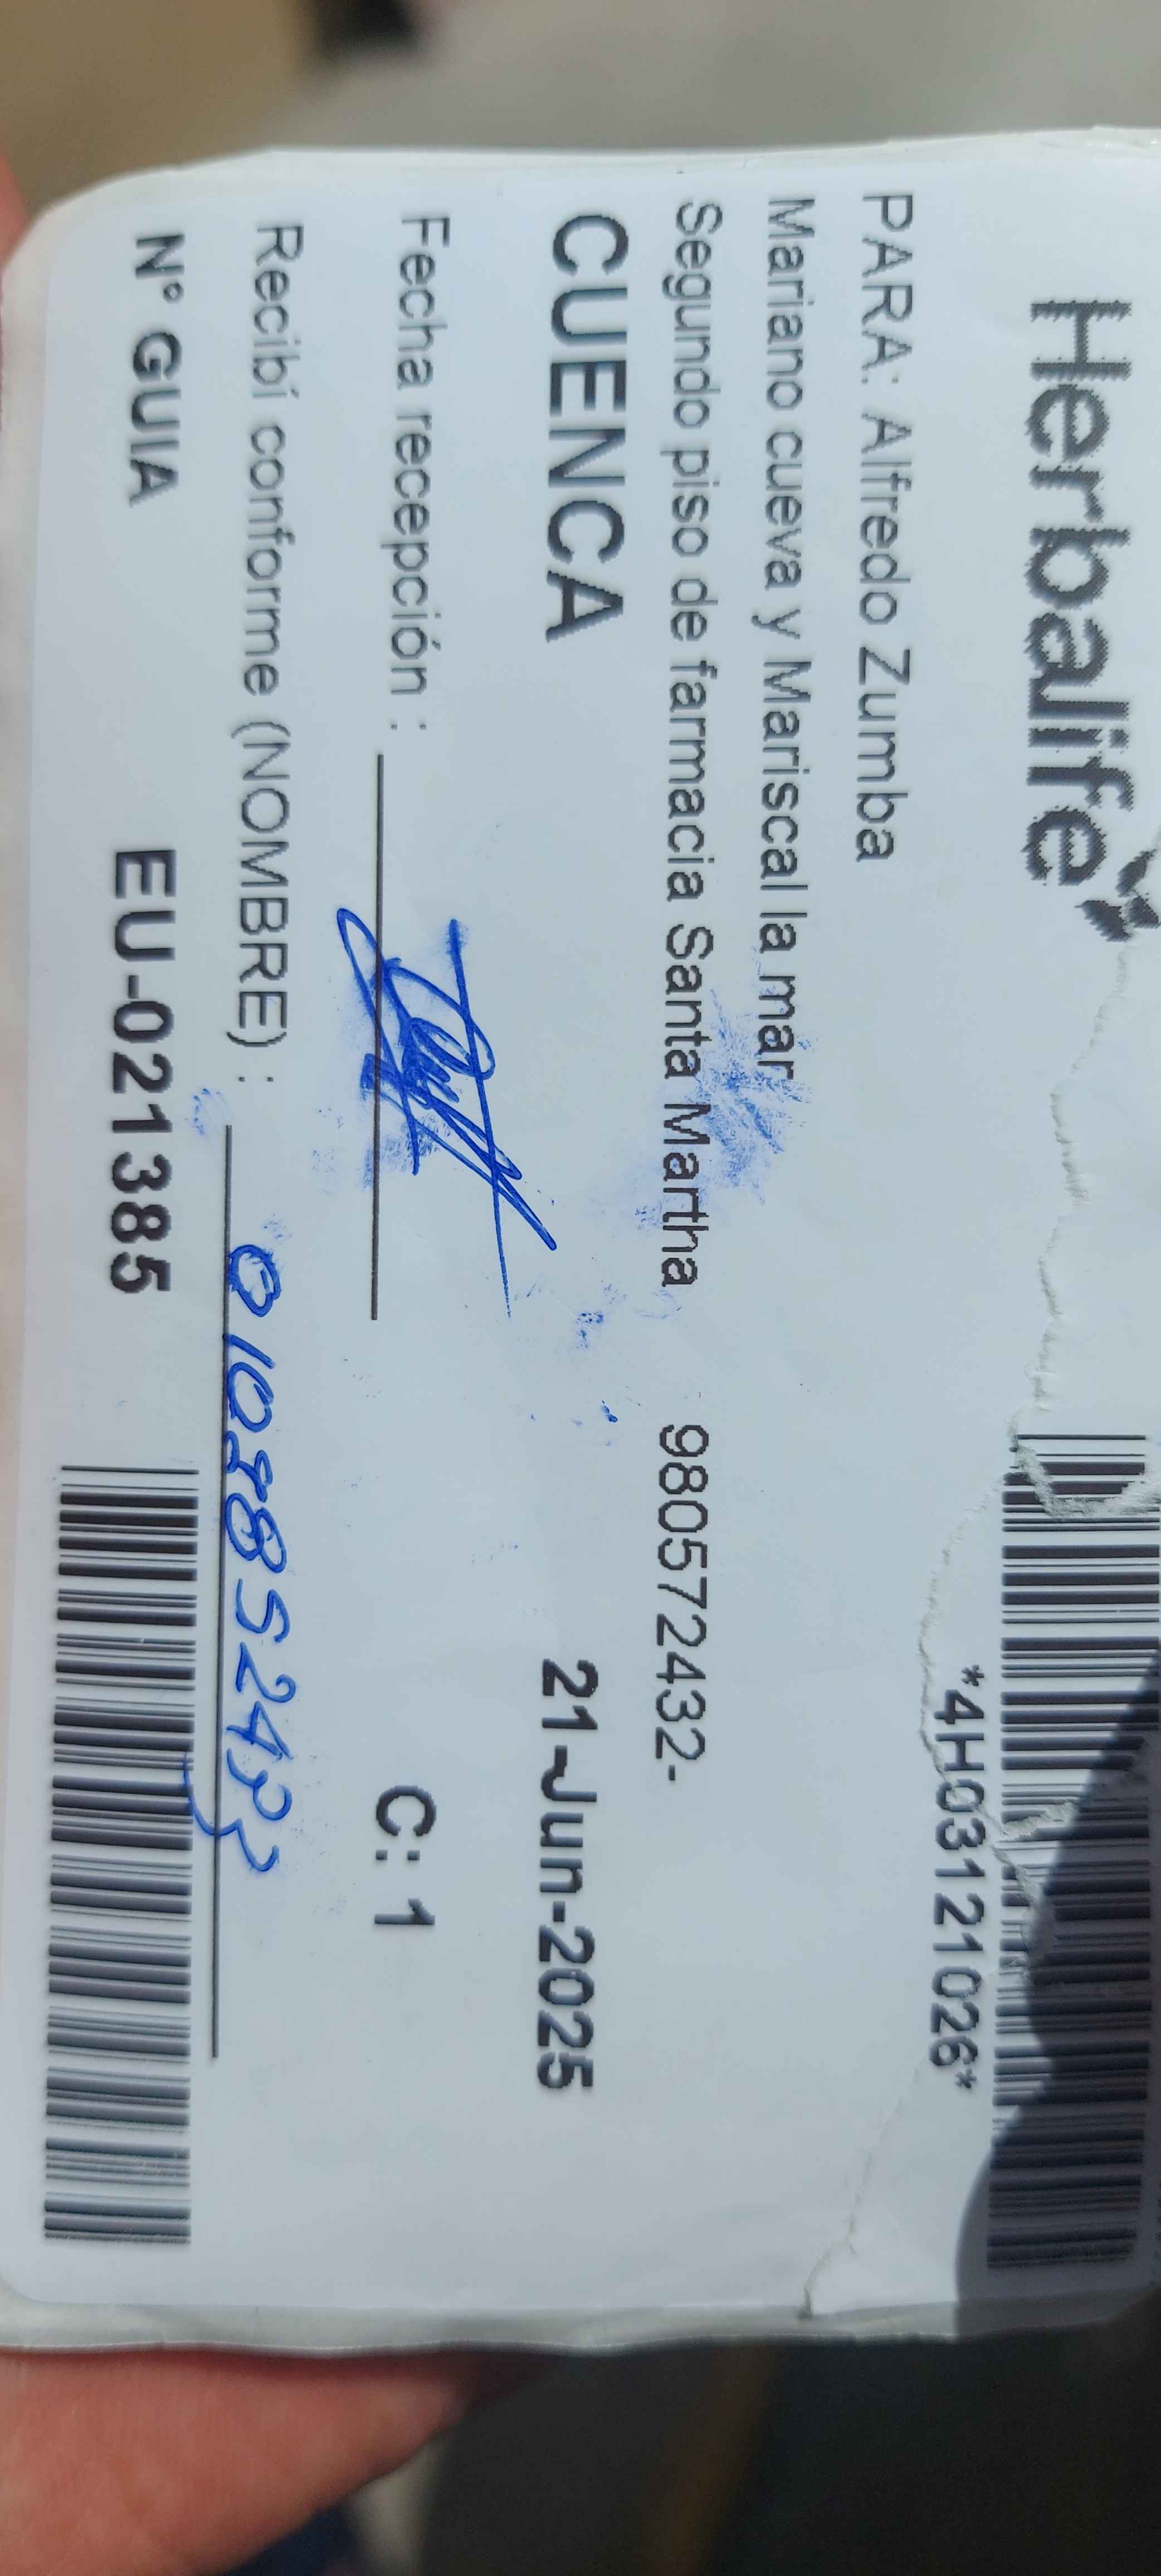 Herbalife
*4H03121026*
PARA: Alfredo Zumba
Mariano cueva y Mariscal la mar
Segundo piso de farmacia Santa Martha 980572432-
CUENCA 21-Jun-2025
Fecha recepción : C: 1
Recibí conforme (NOMBRE) :
N° GUIA EU-021385